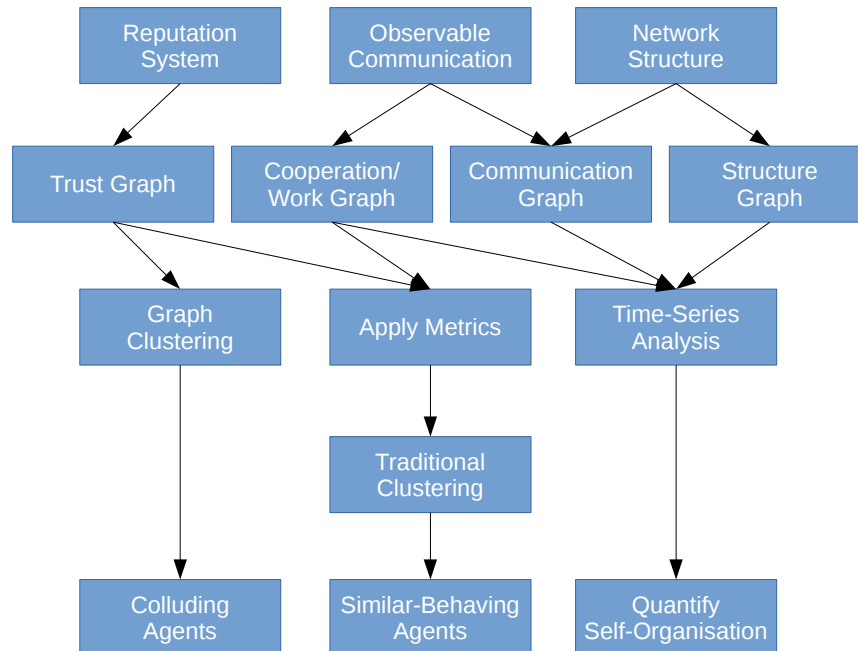 Reputation
System
Observable
Communication
Network
Structure
Trust Graph
Cooperation/
Work Graph
Communication
Graph
Structure
Graph
Graph
Clustering
Apply Metrics
Time-Series
Analysis
Traditional
Clustering
Colluding
Agents
Similar-Behaving
Agents
Quantify
Self-Organisation